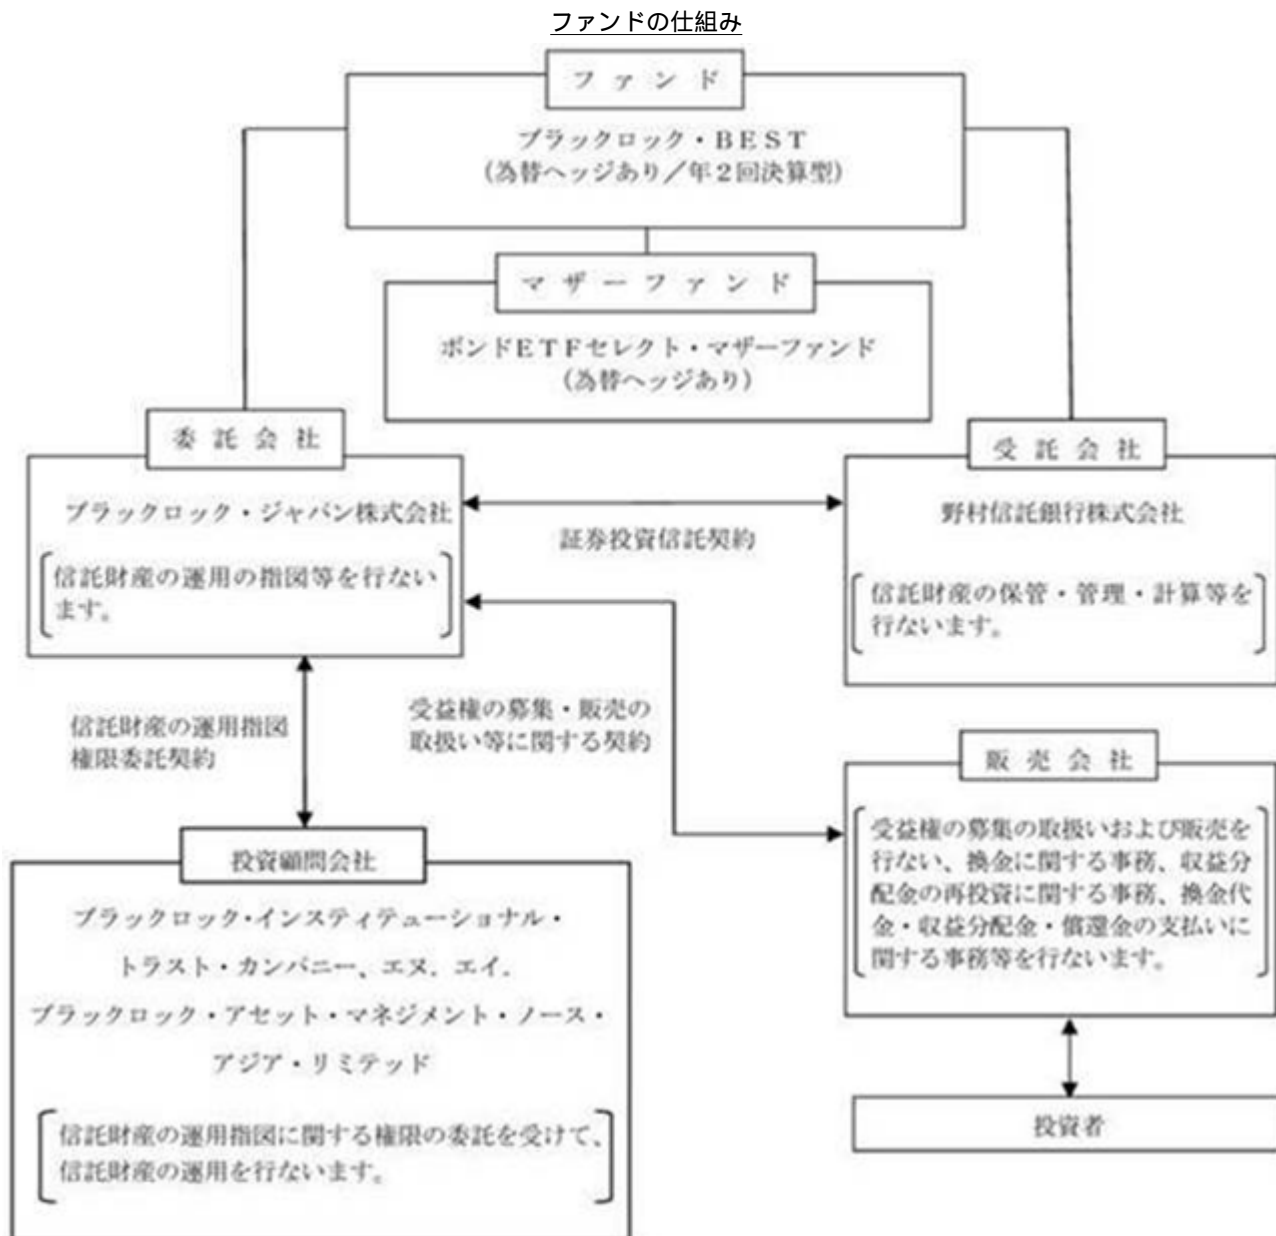 ファンドの仕組み
ファンド
ブラックロック・BEST
(為替ヘッジあり/年2回決算型)
マザーファンド
ボンドETFセレクト・マザーファンド
(為替ヘッジあり)
委託会社
ブラックロック・ジャパン株式会社
信託財産の運用の指図等を行ない
ます。
証券投資信託契約
受託会社
野村信託銀行株式会社
信託財産の保管・管理・計算等を
行ないます。
信託財産の運用指図
権限委託契約
受益権の募集・販売の
取扱い等に関する契約
販売会社
受益権の募集の取扱いおよび販売を
行ない、換金に関する事務、収益分
配金の再投資に関する事務、換金代
金・収益分配金・償還金の支払いに
関する事務等を行ないます。
投資顧問会社
ブラックロック・インスティテューショナル・
トラスト・カンパニー、エヌ.エイ.
ブラックロック・アセット・マネジメント・ノース・
アジア・リミテッド
信託財産の運用指図に関する権限の委託を受けて、
信託財産の運用を行ないます。
投資者